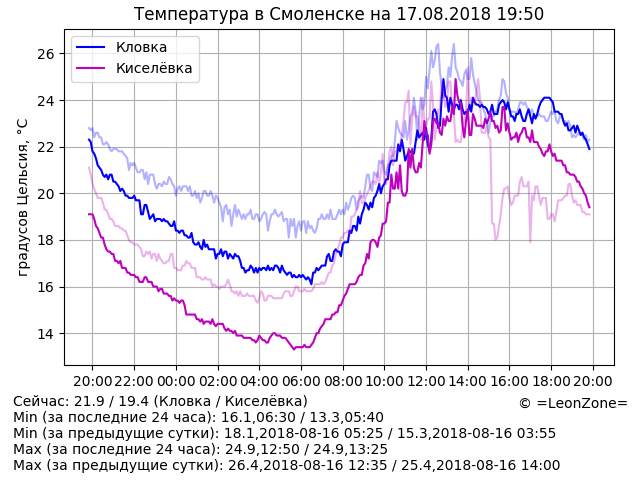 Температура в Смоленске на 17.08.2018 19:50
Кловка
Киселёвка
градусов Цельсия, °C
26
24
22
20
18
16
14
20:00 22:00 00:00 02:00 04:00 06:00 08:00 10:00 12:00 14:00 16:00 18:00 20:00
Сейчас: 21.9 / 19.4 (Кловка / Киселёвка)
© =LeonZone=
Min (за последние 24 часа): 16.1,06:30 / 13.3,05:40
Min (за предыдущие сутки): 18.1,2018-08-16 05:25 / 15.3,2018-08-16 03:55
Max (за последние 24 часа): 24.9,12:50 / 24.9,13:25
Max (за предыдущие сутки): 26.4,2018-08-16 12:35 / 25.4,2018-08-16 14:00